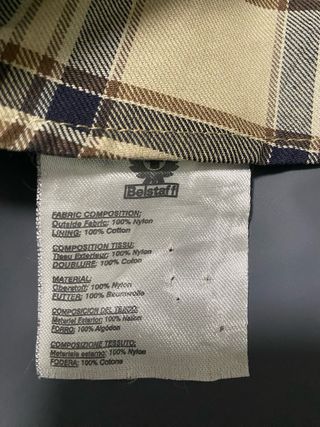 Belstaff
FABRIC COMPOSITION:
Outside Fabric: 100% Nylon
LINING: 100% Cotton
COMPOSITION TISSU:
Tissu Exterieur: 100% Nylon
DOUBLURE: 100% Coton
MATERIAL:
Oberstoff: 100% Nylon
FUTTER: 100% Baumwolle
COMPOSICION DEL TEJIDO:
Material Exterior: 100% Nailon
FORRO: 100% Algodon
COMPOSIZIONE TESSUTO:
Materiale esterno: 100% Nylon
FODERA: 100% Cotone